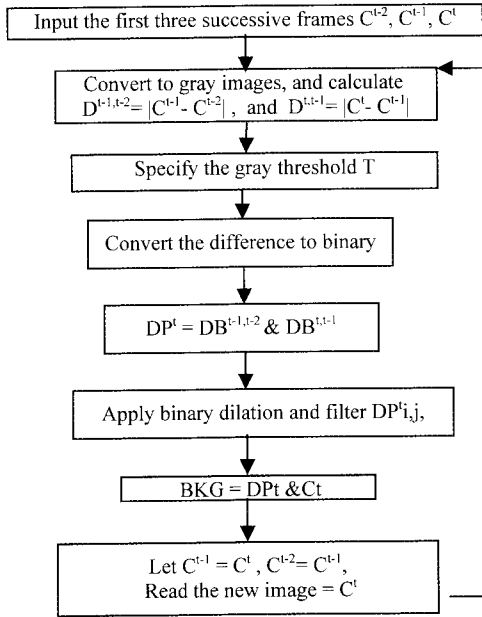 Input the first three successive frames C^t-2, C^t-1, C^t
Convert to gray images, and calculate
D^t-1,t-2= |C^t-1- C^t-2| , and D^t,t-1= |C^t- C^t-1|
Specify the gray threshold T
Convert the difference to binary
DP^t = DB^t-1,t-2 & DB^t,t-1
Apply binary dilation and filter DP^ti,j,
BKG = DPt &Ct
Let C^t-1 = C^t , C^t-2= C^t-1,
Read the new image = C^t